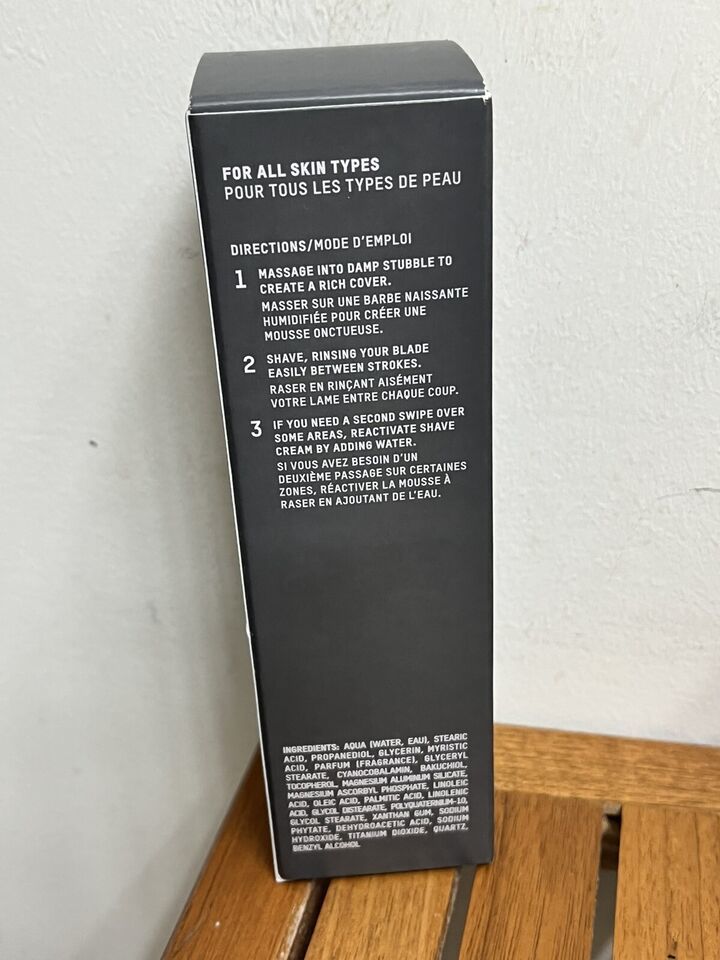 FOR ALL SKIN TYPES
POUR TOUS LES TYPES DE PEAU
DIRECTIONS/MODE D'EMPLOI
1 MASSAGE INTO DAMP STUBBLE TO
CREATE A RICH COVER.
MASSER SUR UNE BARBE NAISSANTE
HUMIDIFIÉE POUR CRÉER UNE
MOUSSE ONCTUEUSE.
2 SHAVE, RINSING YOUR BLADE
EASILY BETWEEN STROKES.
RASER EN RINÇANT AISÉMENT
VOTRE LAME ENTRE CHAQUE COUP.
3 IF YOU NEED A SECOND SWIPE OVER
SOME AREAS, REACTIVATE SHAVE
CREAM BY ADDING WATER.
SI VOUS AVEZ BESOIN D'UN
DEUXIÈME PASSAGE SUR CERTAINES
ZONES, RÉACTIVER LA MOUSSE À
RASER EN AJOUTANT DE L'EAU.
INGREDIENTS: AQUA (WATER, EAU), STEARIC
ACID, PROPANEDIOL, GLYCERIN, MYRISTIC
ACID, PARFUM (FRAGRANCE), GLYCERYL
STEARATE, CYANOCOBALAMIN, BAKUCHIOL,
TOCOPHEROL, MAGNESIUM ALUMINUM SILICATE,
MAGNESIUM ASCORBYL PHOSPHATE, LINOLEIC
ACID, OLEIC ACID, PALMITIC ACID, LINOLENIC
ACID, GLYCOL DISTEARATE, POLYQUATERNIUM-10,
GLYCOL STEARATE, XANTHAN GUM, SODIUM
PHYTATE, DEHYDROACETIC ACID, SODIUM
HYDROXIDE, TITANIUM DIOXIDE, QUARTZ,
BENZYL ALCOHOL